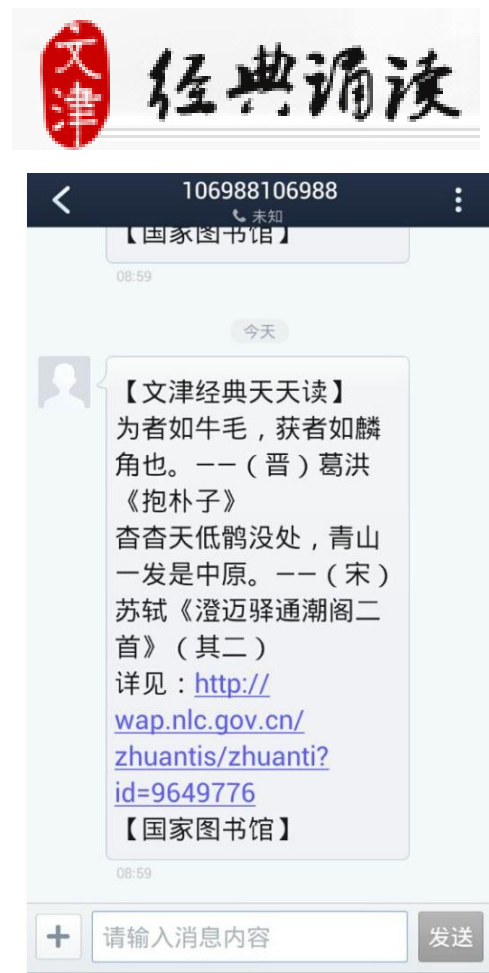 文津
经典诵读
106988106988
未知
【国家图书馆】
08:59
今天
【文津经典天天读】
为者如牛毛，获者如麟
角也。——（晋）葛洪
《抱朴子》
杳杳天低鹘没处，青山
一发是中原。——（宋）
苏轼《澄迈驿通潮阁二
首》（其二）
详见：http://
wap.nlc.gov.cn/
zhuantis/zhuanti?
id=9649776
【国家图书馆】
08:59
请输入消息内容
发送